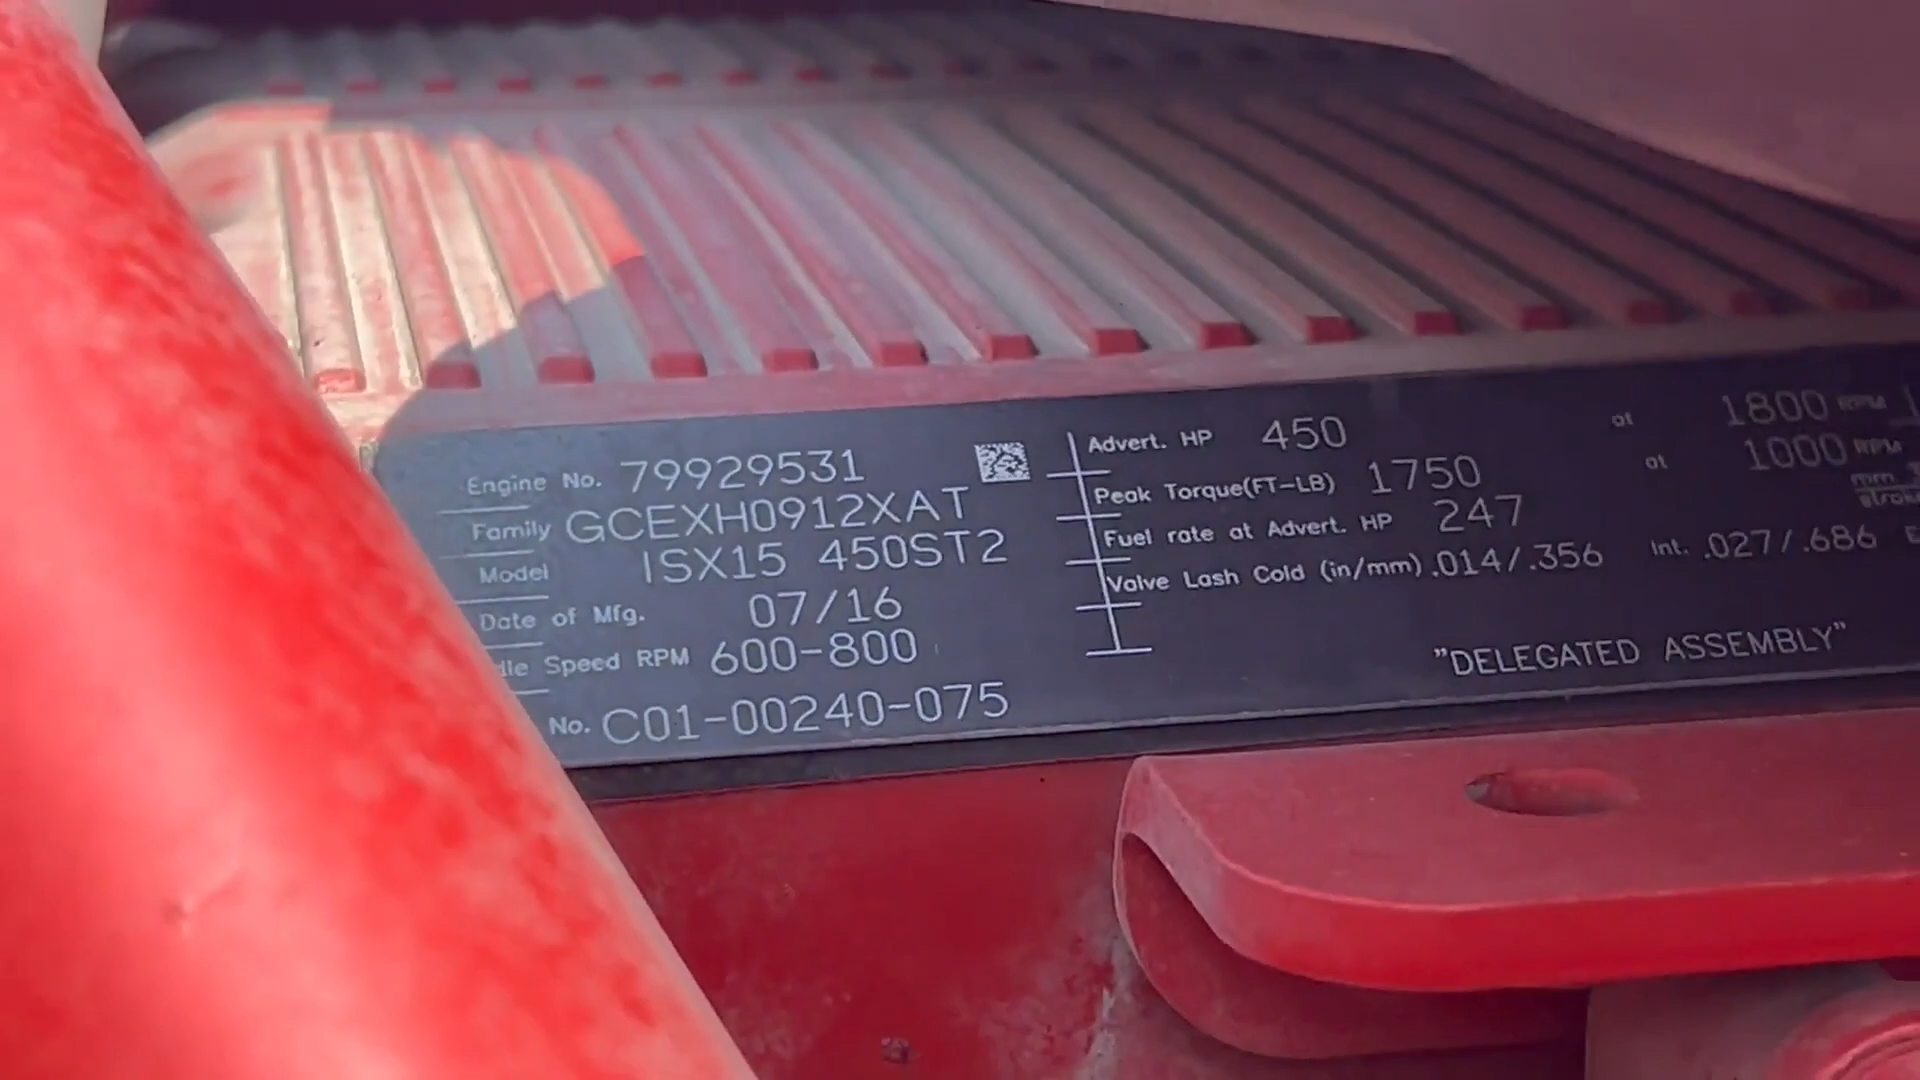 Engine No. 79929531
Family GCEXH0912XAT
Model ISX15 450ST2
Date of Mfg. 07/16
Speed RPM 600-800
No. C01-00240-075
Advert. HP 450 at 1800 RPM
Peak Torque(FT-LB) 1750 at 1000 RPM
Fuel rate at Advert. HP 247 mm
Valve Lash Cold (in/mm) .014/.356 Int. .027/.686
"DELEGATED ASSEMBLY"